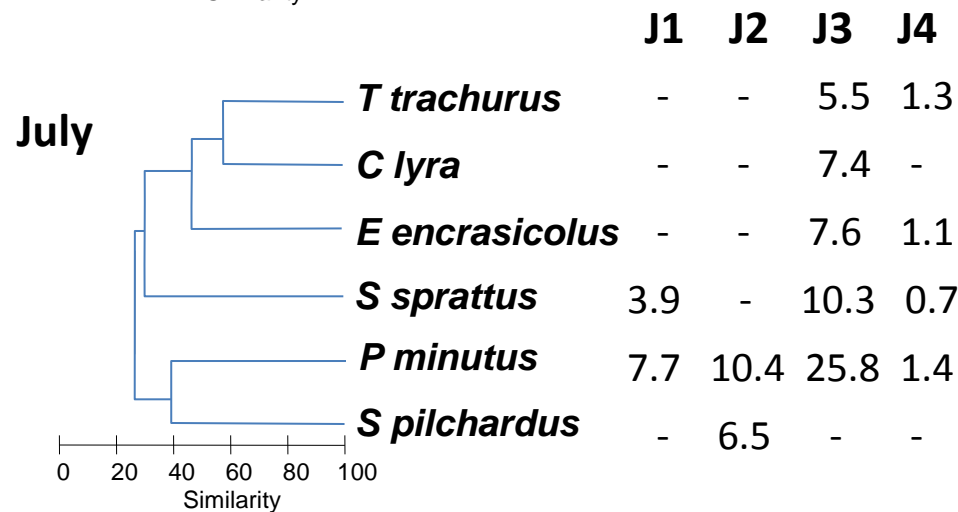 J1 J2 J3 J4
July
T trachurus - - 5.5 1.3
C lyra - - 7.4 -
E encrasicolus - - 7.6 1.1
S sprattus 3.9 - 10.3 0.7
P minutus 7.7 10.4 25.8 1.4
S pilchardus - 6.5 - -
0 20 40 60 80 100
Similarity